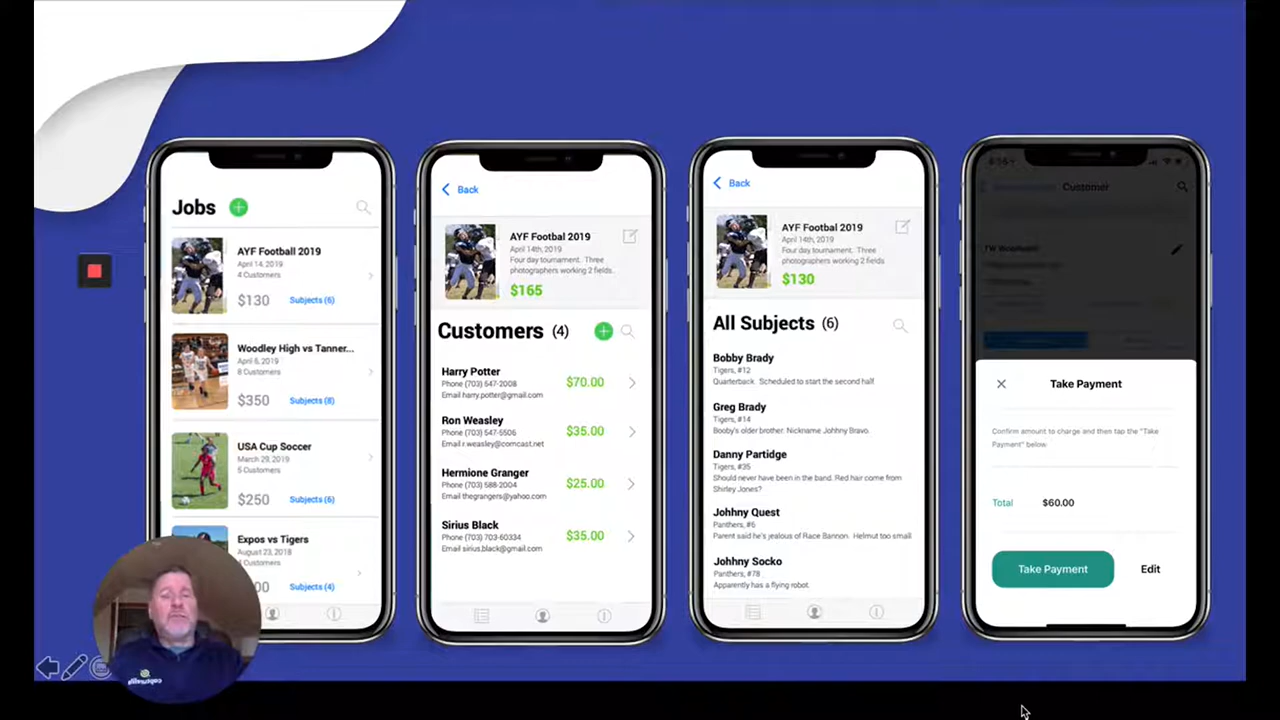 Jobs
AYF Football 2019
April 14, 2019
4 Customers
$130
Subjects (6)
Woodley High vs Tanner...
April 6, 2019
8 Customers
$350
Subjects (8)
USA Cup Soccer
March 29, 2019
5 Customers
$250
Subjects (6)
Expos vs Tigers
August 23, 2018
Customers
Subjects (4)
Back
AYF Footbal 2019
April 14th, 2019
Four day tournament. Three
photographers working 2 fields.
$165
Customers (4)
Harry Potter
Phone (703) 547-2008
Email harry.potter@gmail.com
$70.00
Ron Weasley
Phone (703) 547-5506
Email r.weasley@comcast.net
$35.00
Hermione Granger
Phone (703) 588-2004
Email thegrangers@yahoo.com
$25.00
Sirius Black
Phone (703) 703-60334
Email sirius.black@gmail.com
$35.00
Back
AYF Footbal 2019
April 14th, 2019
Four day tournament. Three
photographers working 2 fields
$130
All Subjects (6)
Bobby Brady
Tigers, #12
Quarterback. Scheduled to start the second half
Greg Brady
Tigers, #14
Booby's older brother. Nickname Johhny Bravo.
Danny Partidge
Tigers, #35
Should never have been in the band. Red hair come from
Shirley Jones?
Johhny Quest
Panthers, #6
Parent said he's jealous of Race Bannon. Helmut too small
Johhny Socko
Panthers, #78
Apparently has a flying robot.
Customer
Take Payment
Confirm amount to charge and then tap the "Take
Payment" below.
Total $60.00
Take Payment
Edit